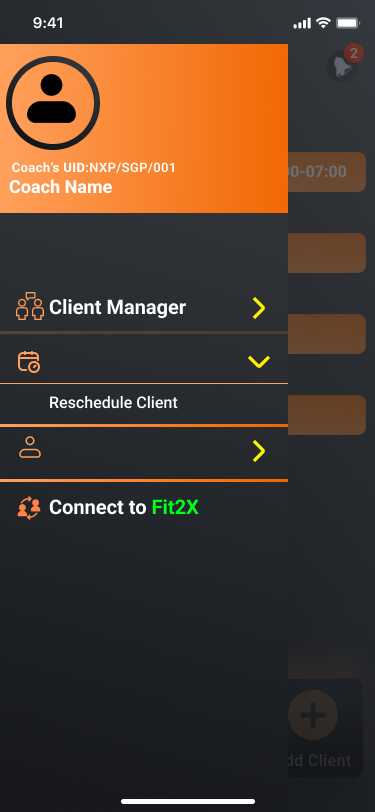 9:41
2
Coach's UID:NXP/SGP/001
Coach Name
0-07:00
Client Manager
Reschedule Client
Connect to Fit2X
dd Client